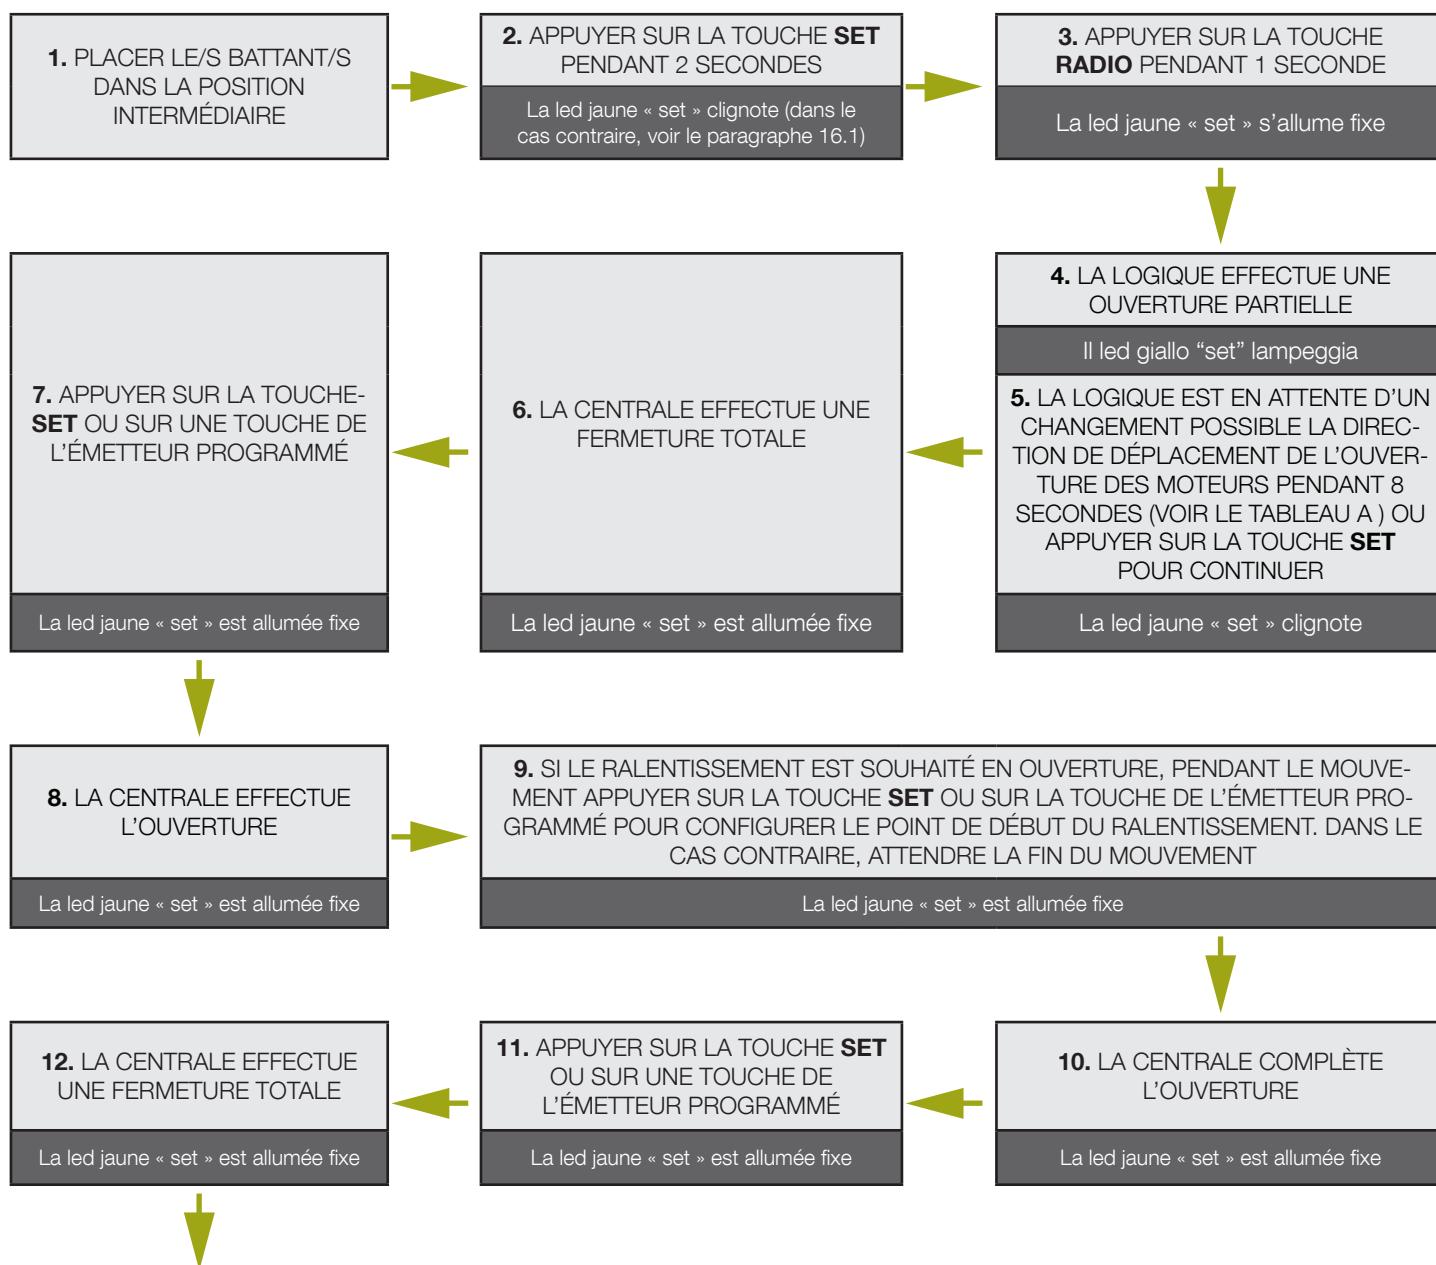 1. PLACER LE/S BATTANT/S
DANS LA POSITION
INTERMÉDIAIRE
2. APPUYER SUR LA TOUCHE SET
PENDANT 2 SECONDES
La led jaune « set » clignote (dans le
cas contraire, voir le paragraphe 16.1)
3. APPUYER SUR LA TOUCHE
RADIO PENDANT 1 SECONDE
La led jaune « set » s’allume fixe
4. LA LOGIQUE EFFECTUE UNE
OUVERTURE PARTIELLE
Il led giallo “set” lampeggia
5. LA LOGIQUE EST EN ATTENTE D’UN
CHANGEMENT POSSIBLE LA DIREC-
TION DE DÉPLACEMENT DE L’OUVER-
TURE DES MOTEURS PENDANT 8
SECONDES (VOIR LE TABLEAU A ) OU
APPUYER SUR LA TOUCHE SET
POUR CONTINUER
La led jaune « set » clignote
6. LA CENTRALE EFFECTUE UNE
FERMETURE TOTALE
La led jaune « set » est allumée fixe
7. APPUYER SUR LA TOUCHE-
SET OU SUR UNE TOUCHE DE
L’ÉMETTEUR PROGRAMMÉ
La led jaune « set » est allumée fixe
8. LA CENTRALE EFFECTUE
L’OUVERTURE
La led jaune « set » est allumée fixe
9. SI LE RALENTISSEMENT EST SOUHAITÉ EN OUVERTURE, PENDANT LE MOUVE-
MENT APPUYER SUR LA TOUCHE SET OU SUR LA TOUCHE DE L’ÉMETTEUR PRO-
GRAMMÉ POUR CONFIGURER LE POINT DE DÉBUT DU RALENTISSEMENT. DANS LE
CAS CONTRAIRE, ATTENDRE LA FIN DU MOUVEMENT
La led jaune « set » est allumée fixe
10. LA CENTRALE COMPLÈTE
L’OUVERTURE
La led jaune « set » est allumée fixe
11. APPUYER SUR LA TOUCHE SET
OU SUR UNE TOUCHE DE
L’ÉMETTEUR PROGRAMMÉ
La led jaune « set » est allumée fixe
12. LA CENTRALE EFFECTUE
UNE FERMETURE TOTALE
La led jaune « set » est allumée fixe